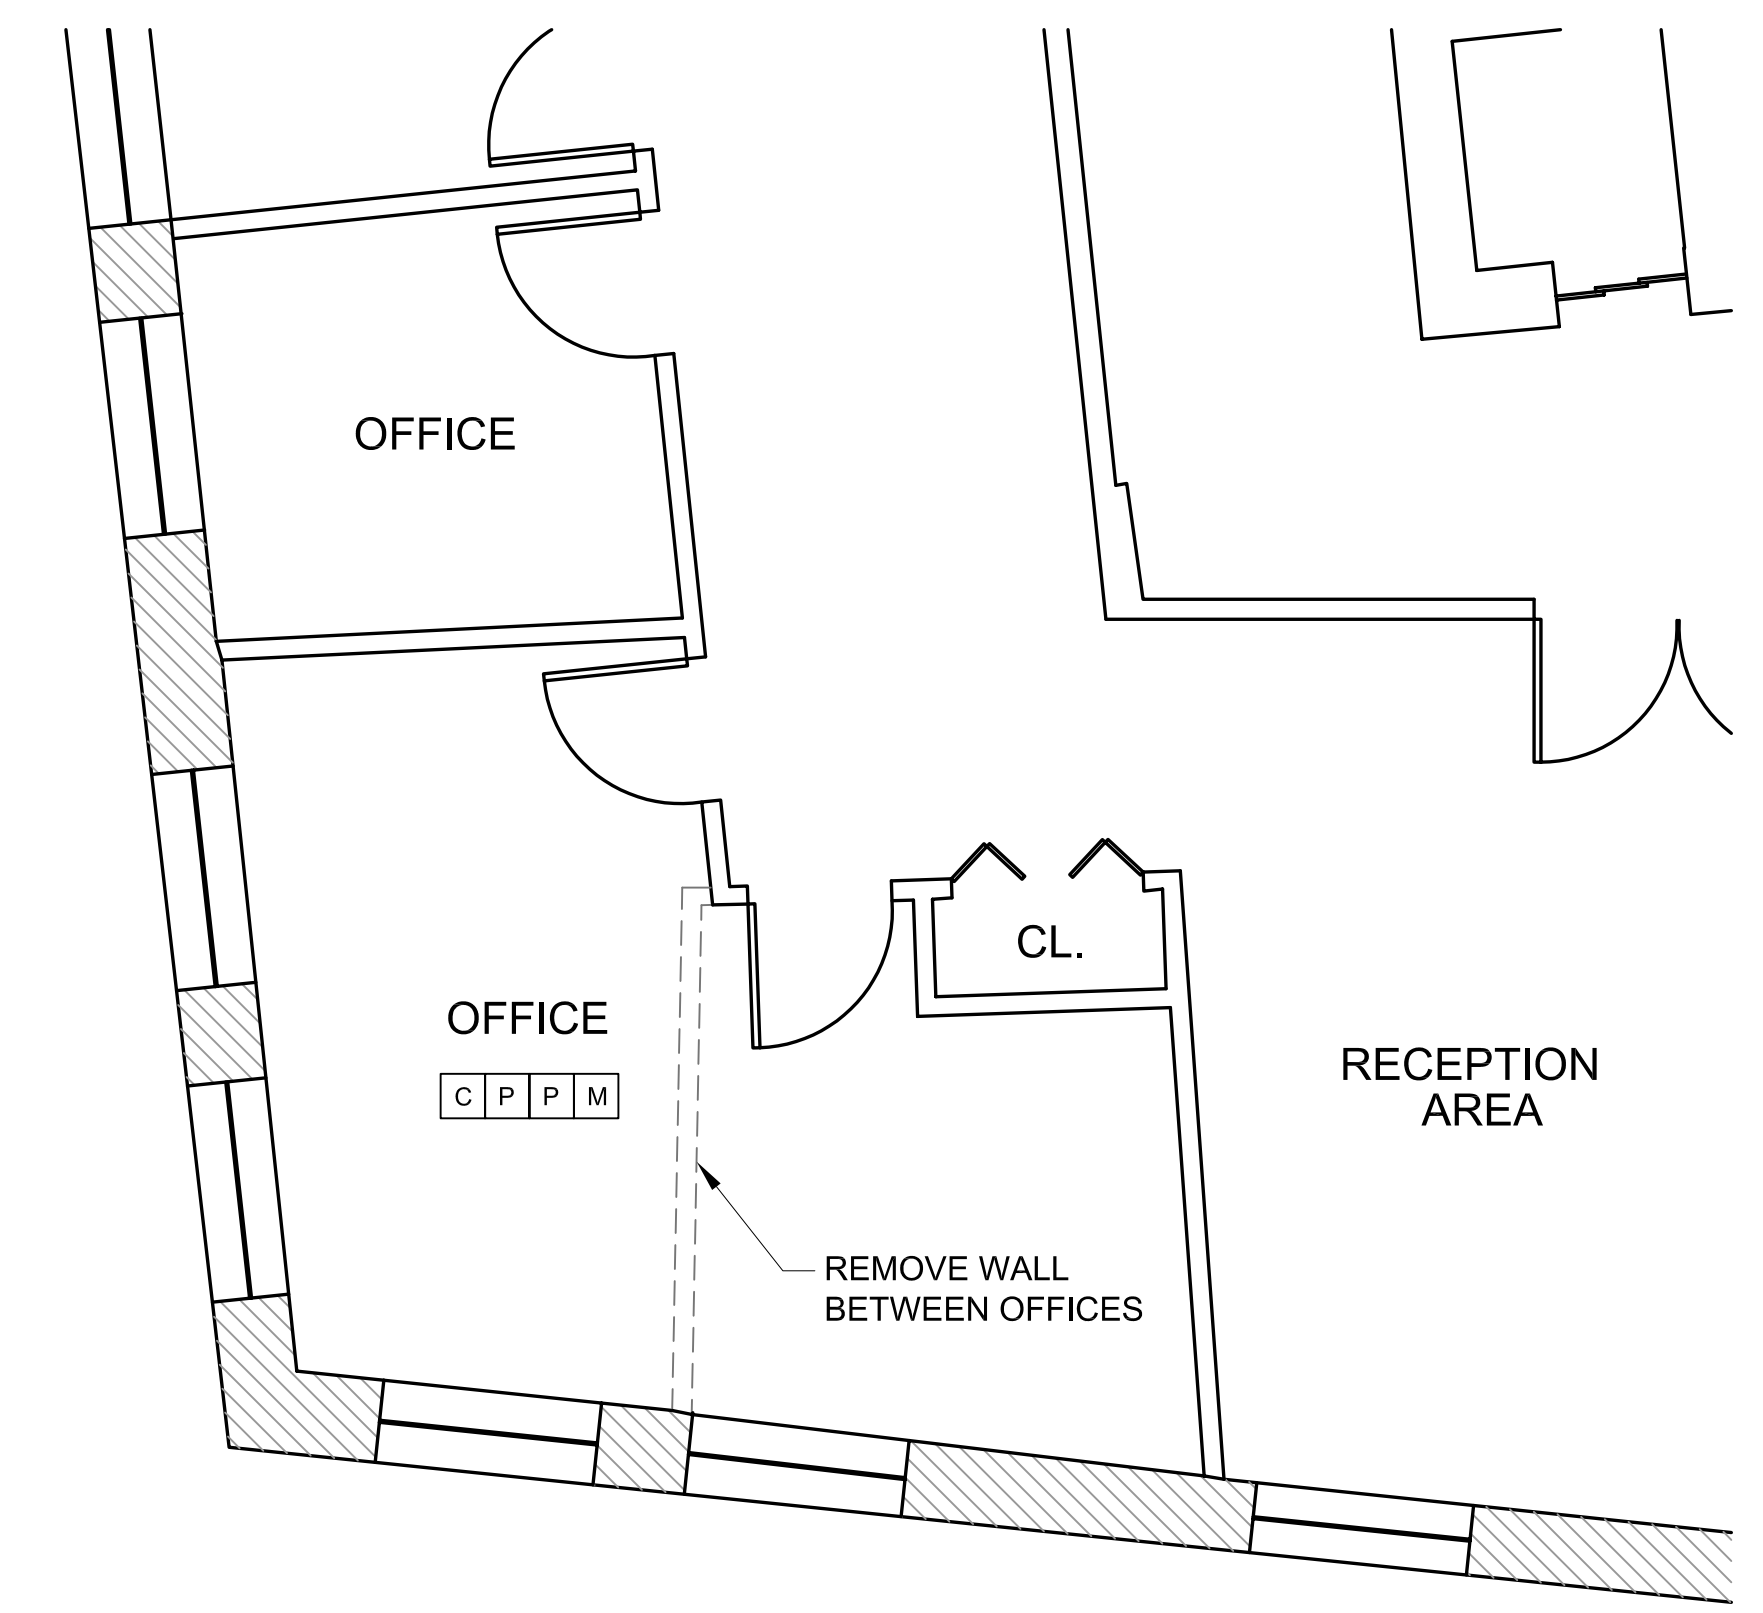 OFFICE
CL.
OFFICE
C P P M
RECEPTION
AREA
REMOVE WALL
BETWEEN OFFICES